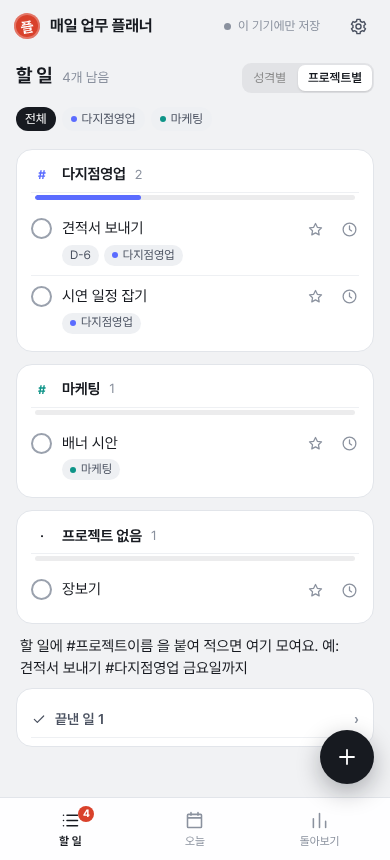 플 매일 업무 플래너 이 기기에만 저장
할 일 4개 남음 성격별 프로젝트별
전체 다지점영업 마케팅
# 다지점영업 2
견적서 보내기
D-6 다지점영업
시연 일정 잡기
다지점영업
# 마케팅 1
배너 시안
마케팅
· 프로젝트 없음 1
장보기
할 일에 #프로젝트이름 을 붙여 적으면 여기 모여요. 예:
견적서 보내기 #다지점영업 금요일까지
끝낸 일 1 ›
4
할 일 오늘 돌아보기